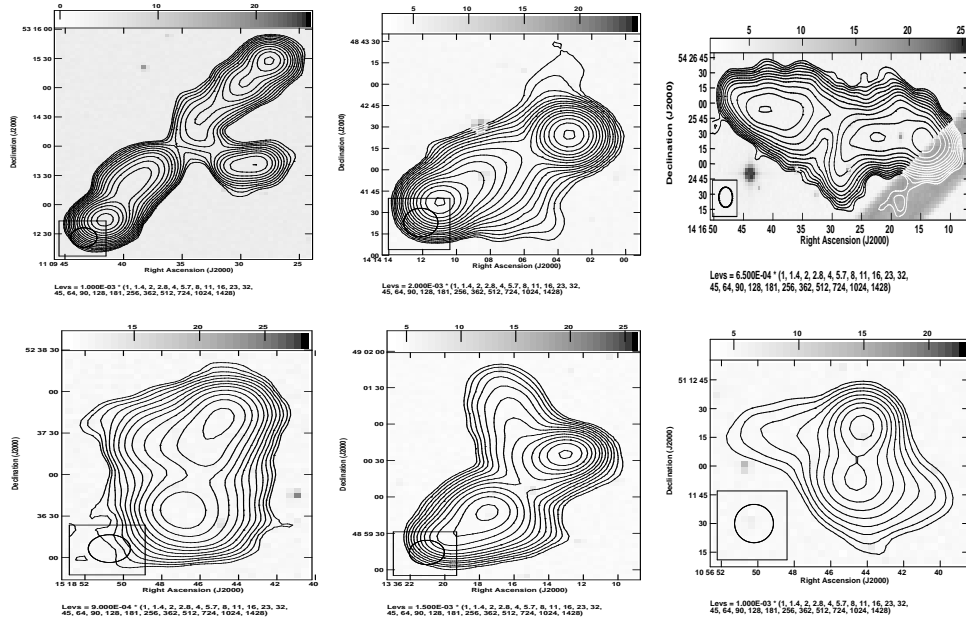 0 10 20
53 16 00
15 30
00
14 30
00
13 30
00
12 30
Declination (J2000)
11 09 45 40 35 30 25
Right Ascension (J2000)
Levs = 1.000E-03 * (1, 1.4, 2, 2.8, 4, 5.7, 8, 11, 16, 23, 32,
45, 64, 90, 128, 181, 256, 362, 512, 724, 1024, 1428)
5 10 15 20
48 43 30
15
00
42 45
30
15
00
41 45
30
15
00
Declination (J2000)
14 14 14 12 10 08 06 04 02 00
Right Ascension (J2000)
Levs = 2.000E-03 * (1, 1.4, 2, 2.8, 4, 5.7, 8, 11, 16, 23, 32,
45, 64, 90, 128, 181, 256, 362, 512, 724, 1024, 1428)
5 10 15 20 25
54 26 45
30
15
00
25 45
30
15
00
24 45
30
15
Declination (J2000)
14 16 50 45 40 35 30 25 20 15 10
Right Ascension (J2000)
Levs = 6.500E-04 * (1, 1.4, 2, 2.8, 4, 5.7, 8, 11, 16, 23, 32,
45, 64, 90, 128, 181, 256, 362, 512, 724, 1024, 1428)
15 20 25
52 38 30
00
37 30
00
36 30
00
Declination (J2000)
15 18 52 50 48 46 44 42 40
Right Ascension (J2000)
Levs = 9.000E-04 * (1, 1.4, 2, 2.8, 4, 5.7, 8, 11, 16, 23, 32,
45, 64, 90, 128, 181, 256, 362, 512, 724, 1024, 1428)
5 10 15 20 25
49 02 00
01 30
00
00 30
00
48 59 30
00
Declination (J2000)
13 36 22 20 18 16 14 12 10
Right Ascension (J2000)
Levs = 1.500E-03 * (1, 1.4, 2, 2.8, 4, 5.7, 8, 11, 16, 23, 32,
45, 64, 90, 128, 181, 256, 362, 512, 724, 1024, 1428)
5 10 15 20
51 12 45
30
15
00
11 45
30
15
Declination (J2000)
10 56 52 50 48 46 44 42 40
Right Ascension (J2000)
Levs = 1.000E-03 * (1, 1.4, 2, 2.8, 4, 5.7, 8, 11, 16, 23, 32,
45, 64, 90, 128, 181, 256, 362, 512, 724, 1024, 1428)